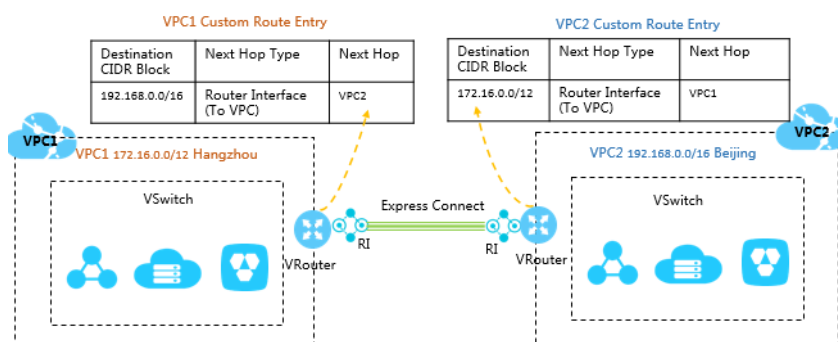 VPC1 Custom Route Entry
Destination CIDR Block
Next Hop Type
Next Hop
192.168.0.0/16
Router Interface (To VPC)
VPC2
VPC2 Custom Route Entry
Destination CIDR Block
Next Hop Type
Next Hop
172.16.0.0/12
Router Interface (To VPC)
VPC1
VPC1
VPC1 172.16.0.0/12 Hangzhou
VSwitch
VRouter
RI
Express Connect
RI
VRouter
VPC2
VPC2 192.168.0.0/16 Beijing
VSwitch